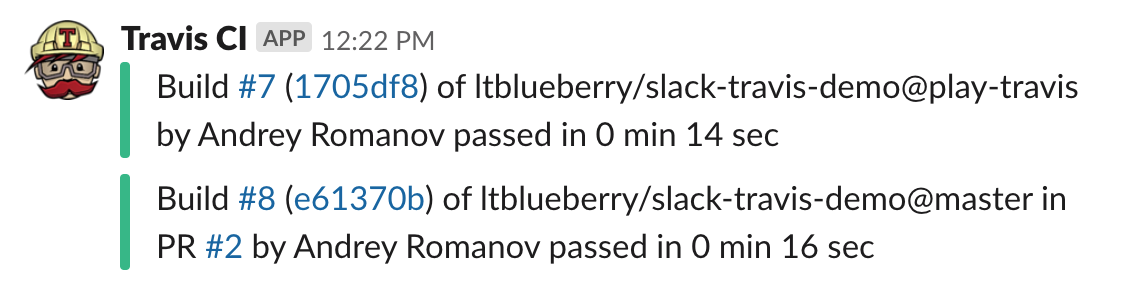 Travis CI APP 12:22 PM
Build #7 (1705df8) of ltblueberry/slack-travis-demo@play-travis
by Andrey Romanov passed in 0 min 14 sec
Build #8 (e61370b) of ltblueberry/slack-travis-demo@master in
PR #2 by Andrey Romanov passed in 0 min 16 sec